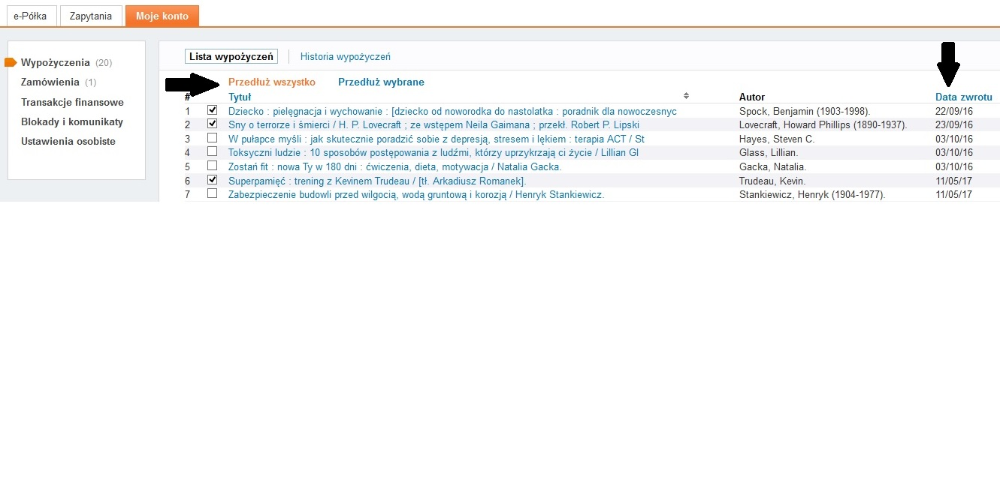 e-Półka Zapytania Moje konto
Wypożyczenia (20)
Zamówienia (1)
Transakcje finansowe
Blokady i komunikaty
Ustawienia osobiste
Lista wypożyczeń Historia wypożyczeń
Przedłuż wszystko Przedłuż wybrane
# Tytuł Autor Data zwrotu
1 Dziecko : pielęgnacja i wychowanie : [dziecko od noworodka do nastolatka : poradnik dla nowoczesnyc Spock, Benjamin (1903-1998). 22/09/16
2 Sny o terrorze i śmierci / H. P. Lovecraft ; ze wstępem Neila Gaimana ; przekł. Robert P. Lipski Lovecraft, Howard Phillips (1890-1937). 23/09/16
3 W pułapce myśli : jak skutecznie poradzić sobie z depresją, stresem i lękiem : terapia ACT / St Hayes, Steven C. 03/10/16
4 Toksyczni ludzie : 10 sposobów postępowania z ludźmi, którzy uprzykrzają ci życie / Lillian Gl Glass, Lillian. 03/10/16
5 Zostań fit : nowa Ty w 180 dni : ćwiczenia, dieta, motywacja / Natalia Gacka. Gacka, Natalia. 03/10/16
6 Superpamięć : trening z Kevinem Trudeau / [tł. Arkadiusz Romanek]. Trudeau, Kevin. 11/05/17
7 Zabezpieczenie budowli przed wilgocią, wodą gruntową i korozją / Henryk Stankiewicz. Stankiewicz, Henryk (1904-1977). 11/05/17